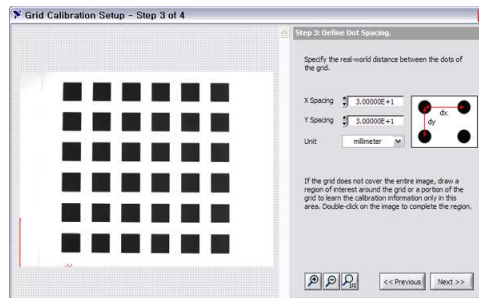 Grid Calibration Setup - Step 3 of 4
Step 3: Define Dot Spacing.
Specify the real-world distance between the dots of
the grid.
X Spacing 3.00000E+1
Y Spacing 3.00000E+1
dx
dy
Unit milimeter
If the grid does not cover the entire image, draw a
region of interest around the grid or a portion of the
grid to learn the calibration information only in this
area. Double-click on the image to complete the region.
<< Previous Next >>